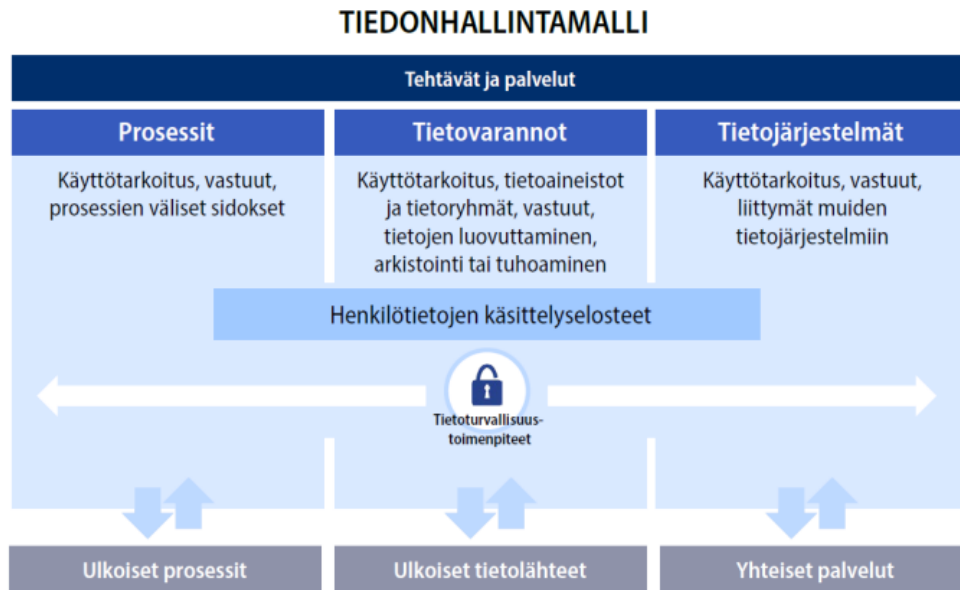 TIEDONHALLINTAMALLI
Tehtävät ja palvelut
Prosessit
Käyttötarkoitus, vastuut,
prosessien väliset sidokset
Tietovarannot
Käyttötarkoitus, tietoaineistot
ja tietoryhmät, vastuut,
tietojen luovuttaminen,
arkistointi tai tuhoaminen
Tietojärjestelmät
Käyttötarkoitus, vastuut,
liittymät muiden
tietojärjestelmiin
Henkilötietojen käsittelyselosteet
Tietoturvallisuus-
toimenpiteet
Ulkoiset prosessit
Ulkoiset tietolähteet
Yhteiset palvelut